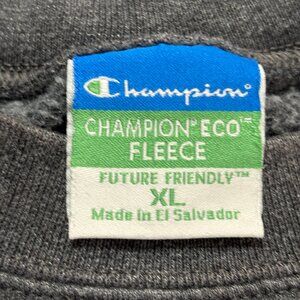 Champion®
CHAMPION® ECO™
FLEECE
FUTURE FRIENDLY™
XL
Made in El Salvador